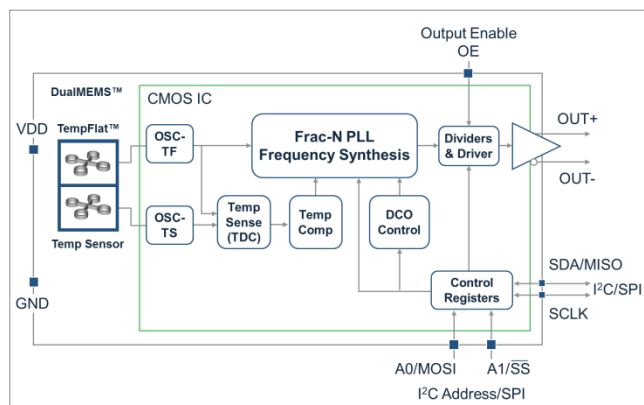 Output Enable
OE
DualMEMS™
CMOS IC
VDD
TempFlat™
OSC-
TF
Frac-N PLL
Frequency Synthesis
Dividers
& Driver
OUT+
OUT-
OSC-
TS
Temp
Sense
(TDC)
Temp
Comp
DCO
Control
Temp Sensor
GND
Control
Registers
SDA/MISO
I²C/SPI
SCLK
A0/MOSI
A1/S̅S̅
I²C Address/SPI